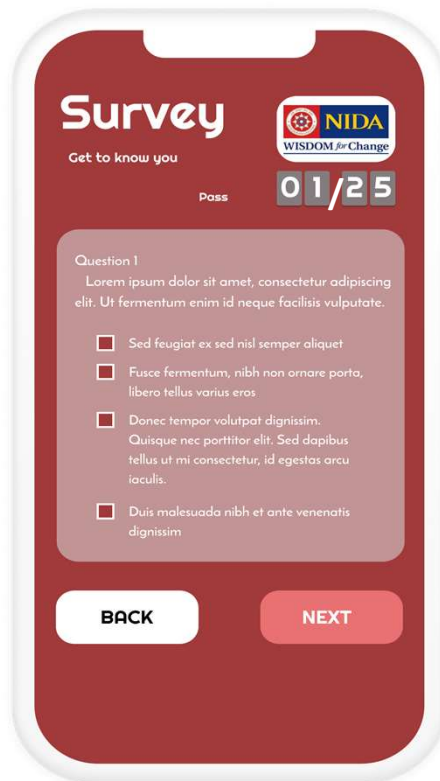 Survey
Get to know you
NIDA
WISDOM for Change
Pass
01/25
Question 1
Lorem ipsum dolor sit amet, consectetur adipiscing
elit. Ut fermentum enim id neque facilisis vulputate.
Sed feugiat ex sed nisl semper aliquet
Fusce fermentum, nibh non ornare porta,
libero tellus varius eros
Donec tempor volutpat dignissim.
Quisque nec porttitor elit. Sed dapibus
tellus ut mi consectetur, id egestas arcu
iaculis.
Duis malesuada nibh et ante venenatis
dignissim
BACK
NEXT